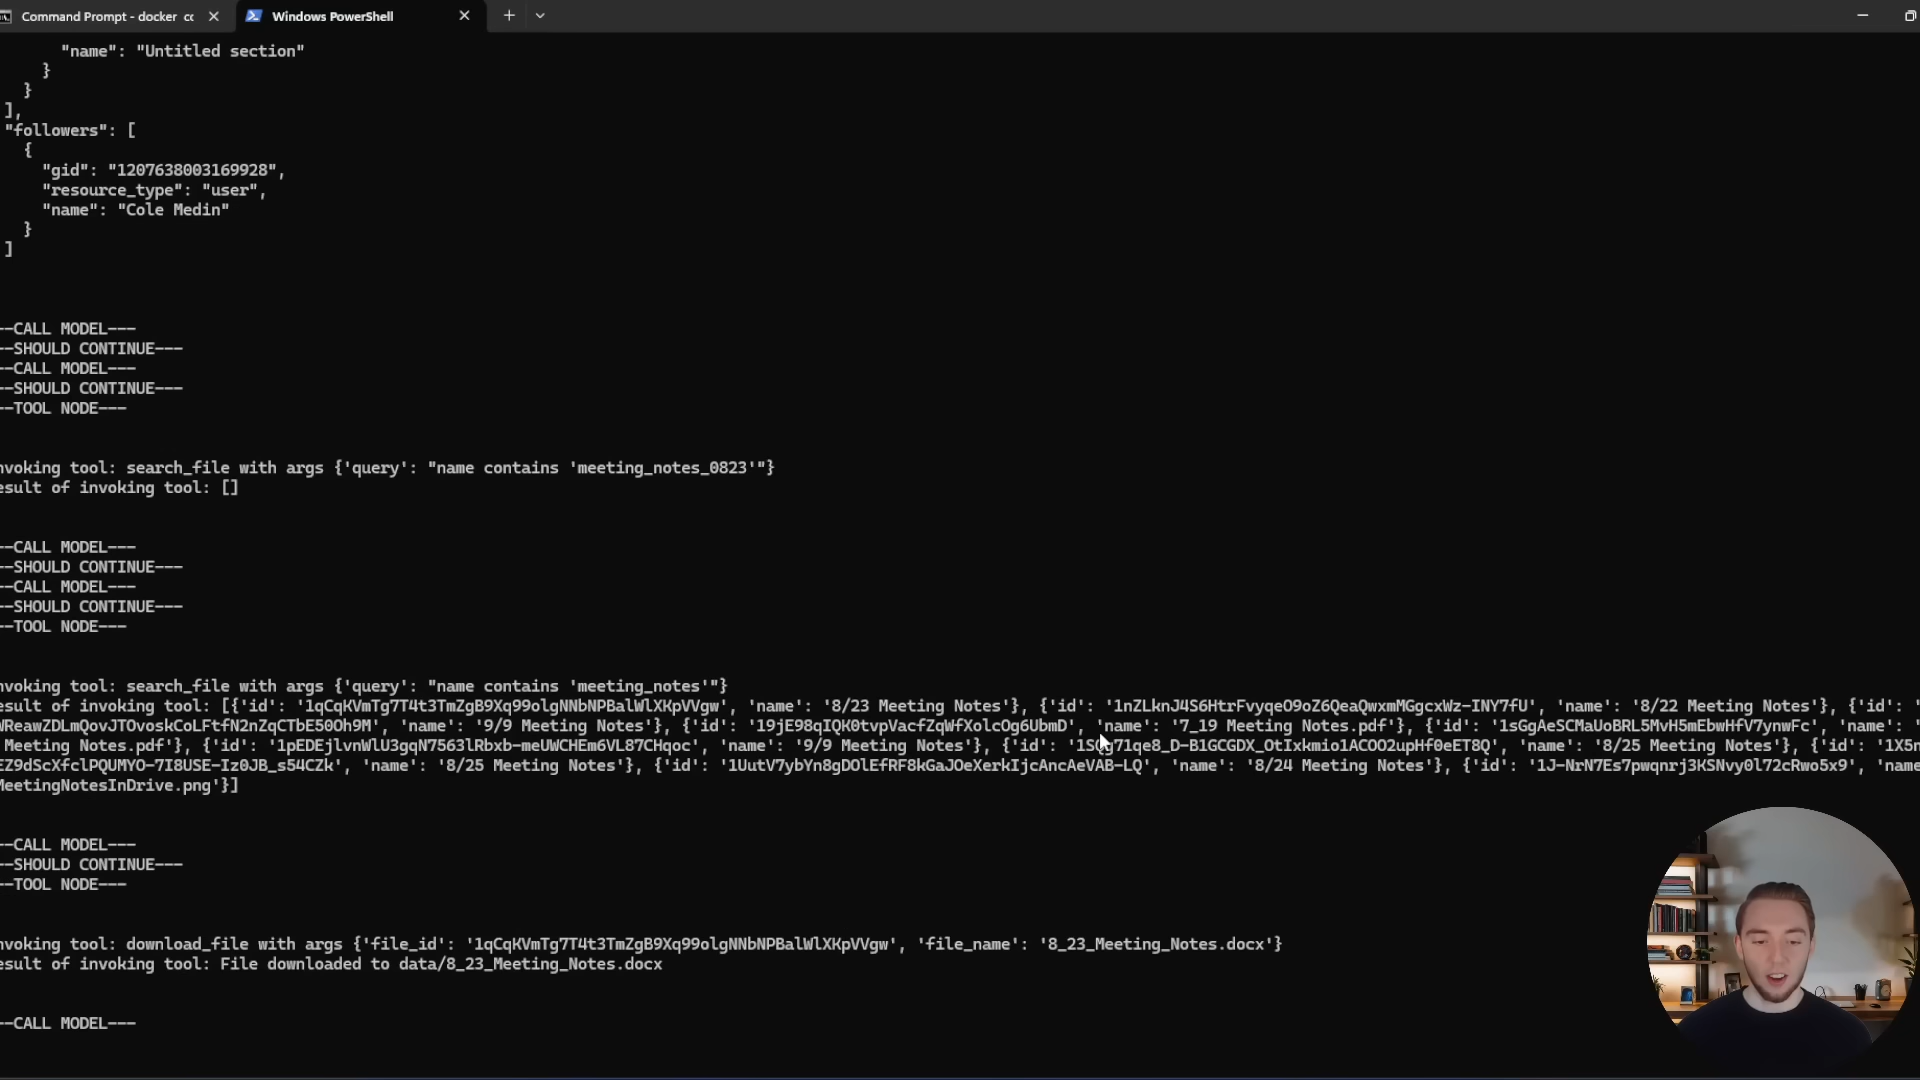 Command Prompt - docker cc
Windows PowerShell
"name": "Untitled section"
}
}
],
"followers": [
{
"gid": "1207638003169928",
"resource_type": "user",
"name": "Cole Medin"
}
]
--CALL MODEL---
--SHOULD CONTINUE---
--CALL MODEL---
--SHOULD CONTINUE---
--TOOL NODE---
nvoking tool: search_file with args {'query': "name contains 'meeting_notes_0823'"}
esult of invoking tool: []
--CALL MODEL---
--SHOULD CONTINUE---
--CALL MODEL---
--SHOULD CONTINUE---
--TOOL NODE---
nvoking tool: search_file with args {'query': "name contains 'meeting_notes'"}
esult of invoking tool: [{'id': '1qCqKVmTg7T4t3TmZgB9Xq99olgNNbNPBalWlXKpVVgw', 'name': '8/23 Meeting Notes'}, {'id': '1nZLknJ4S6HtrFvyqeO9oZ6QeaQwxmMGgcxWz-INY7fU', 'name': '8/22 Meeting Notes'}, {'id': '
WReawZDLmQovJTOvoskCoLFtfN2nZqCTbE50Oh9M', 'name': '9/9 Meeting Notes'}, {'id': '19jE98qIQK0tvpVacfZqWfXolcOg6UbmD', 'name': '7_19 Meeting Notes.pdf'}, {'id': '1sGgAeSCMaUoBRL5MvH5mEbwHfV7ynwFc', 'name': '
Meeting Notes.pdf'}, {'id': '1pEDEjlvnWlU3gqN7563lRbxb-meUWCHEm6VL87CHqoc', 'name': '9/9 Meeting Notes'}, {'id': 'name': '8/25 Meeting Notes'}, {'id': '1X5n
EZ9dScXfclPQUMYO-7I8USE-Iz0JB_s54CZk', 'name': '8/25 Meeting Notes'}, {'id': '1UutV7ybYn8gDOlEfRF8kGaJOeXerkIjcAncAeVAB-LQ', 'name': '8/24 Meeting Notes'}, {'id': '1J-NrN7Es7pwqnrj3KSNvy0l72cRwo5x9', 'name
MeetingNotesInDrive.png'}]
--CALL MODEL---
--SHOULD CONTINUE---
--TOOL NODE---
nvoking tool: download_file with args {'file_id': '1qCqKVmTg7T4t3TmZgB9Xq99olgNNbNPBalWlXKpVVgw', 'file_name': '8_23_Meeting_Notes.docx'}
esult of invoking tool: File downloaded to data/8_23_Meeting_Notes.docx
--CALL MODEL---